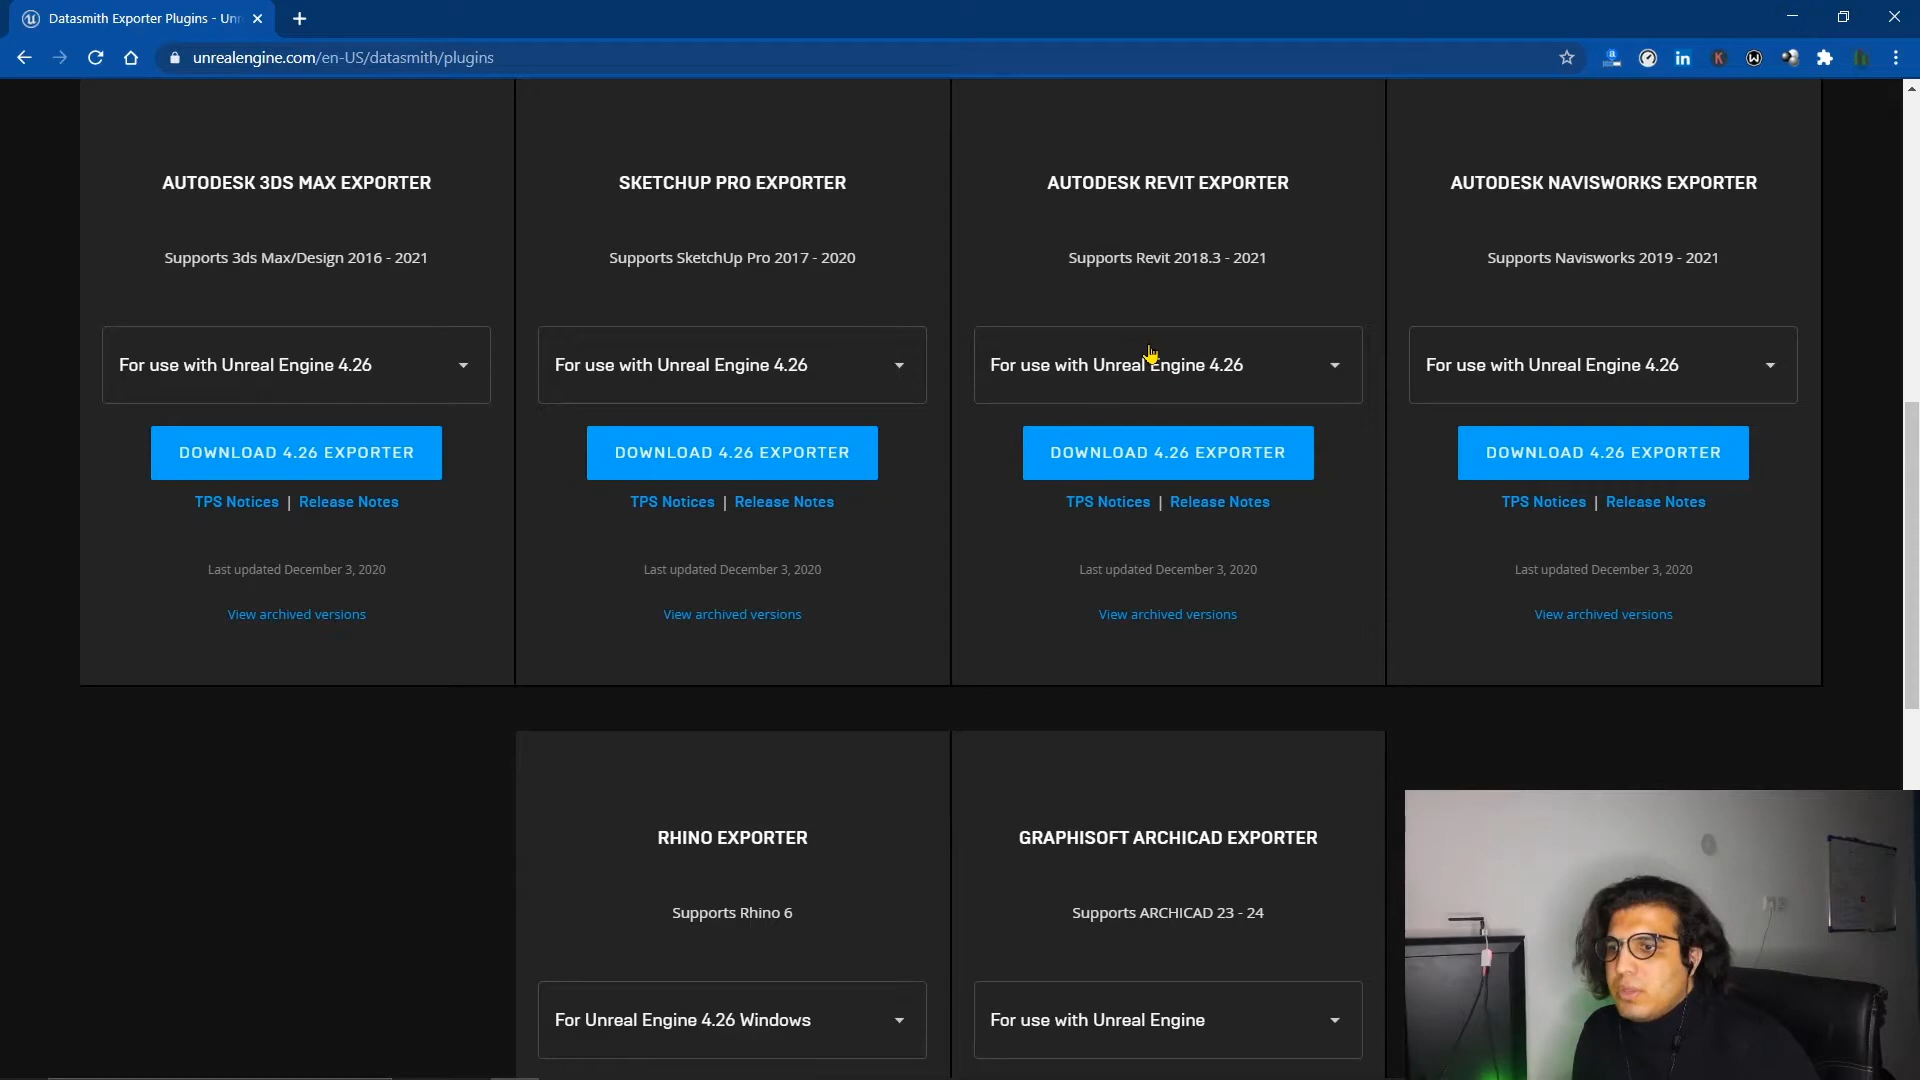 Datasmith Exporter Plugins - Un
unrealengine.com/en-US/datasmith/plugins
AUTODESK 3DS MAX EXPORTER
Supports 3ds Max/Design 2016 - 2021
For use with Unreal Engine 4.26
DOWNLOAD 4.26 EXPORTER
TPS Notices | Release Notes
Last updated December 3, 2020
View archived versions
SKETCHUP PRO EXPORTER
Supports SketchUp Pro 2017 - 2020
For use with Unreal Engine 4.26
DOWNLOAD 4.26 EXPORTER
TPS Notices | Release Notes
Last updated December 3, 2020
View archived versions
AUTODESK REVIT EXPORTER
Supports Revit 2018.3 - 2021
For use with Unreal Engine 4.26
DOWNLOAD 4.26 EXPORTER
TPS Notices | Release Notes
Last updated December 3, 2020
View archived versions
AUTODESK NAVISWORKS EXPORTER
Supports Navisworks 2019 - 2021
For use with Unreal Engine 4.26
DOWNLOAD 4.26 EXPORTER
TPS Notices | Release Notes
Last updated December 3, 2020
View archived versions
RHINO EXPORTER
Supports Rhino 6
For Unreal Engine 4.26 Windows
GRAPHISOFT ARCHICAD EXPORTER
Supports ARCHICAD 23 - 24
For use with Unreal Engine